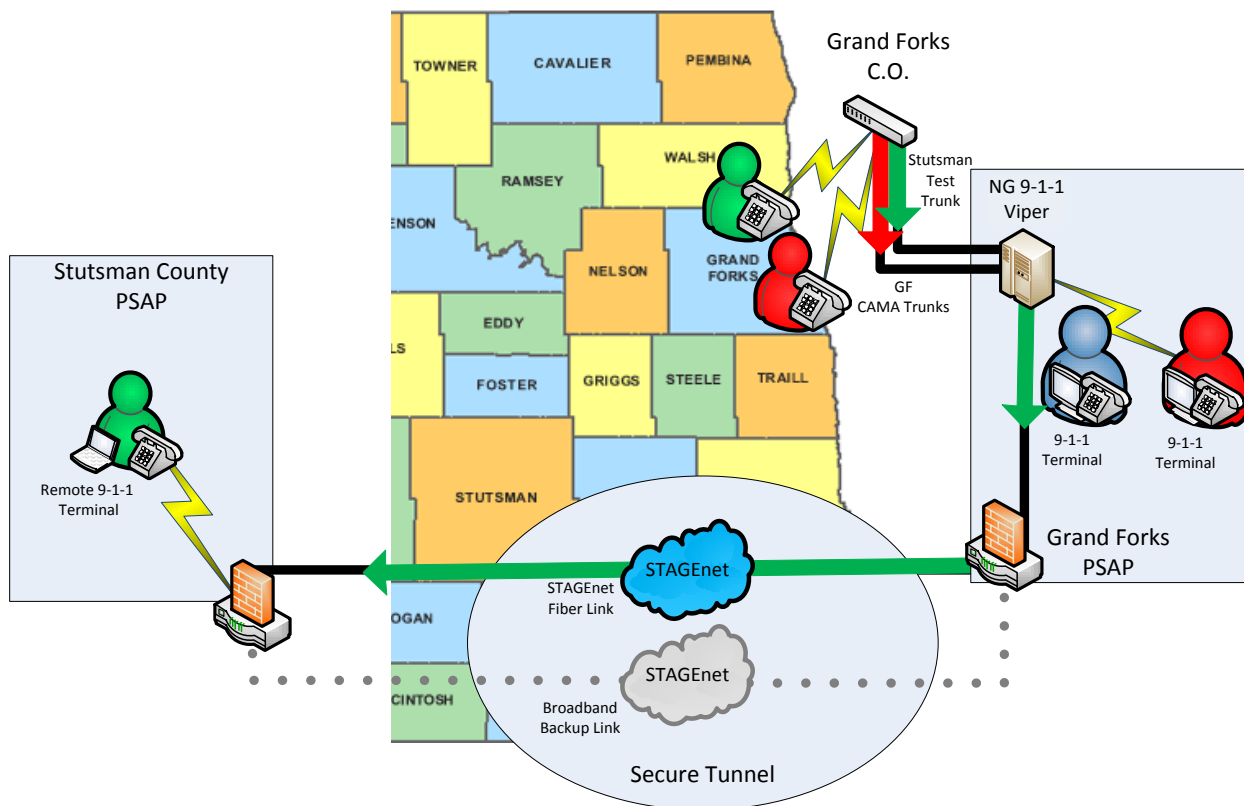 Grand Forks
C.O.
TOWNER
CAVALIER
PEMBINA
WALSH
Stutsman
Test
Trunk
NG 9-1-1
Viper
RAMSEY
ENSON
NELSON
GRAND
FORKS
GF
CAMA Trunks
Stutsman County
PSAP
EDDY
LS
FOSTER
GRIGGS
STEELE
TRAILL
9-1-1
Terminal
9-1-1
Terminal
Remote 9-1-1
Terminal
STUTSMAN
Grand Forks
PSAP
STAGEnet
STAGEnet
Fiber Link
OGAN
STAGEnet
CINTOSH
Broadband
Backup Link
Secure Tunnel